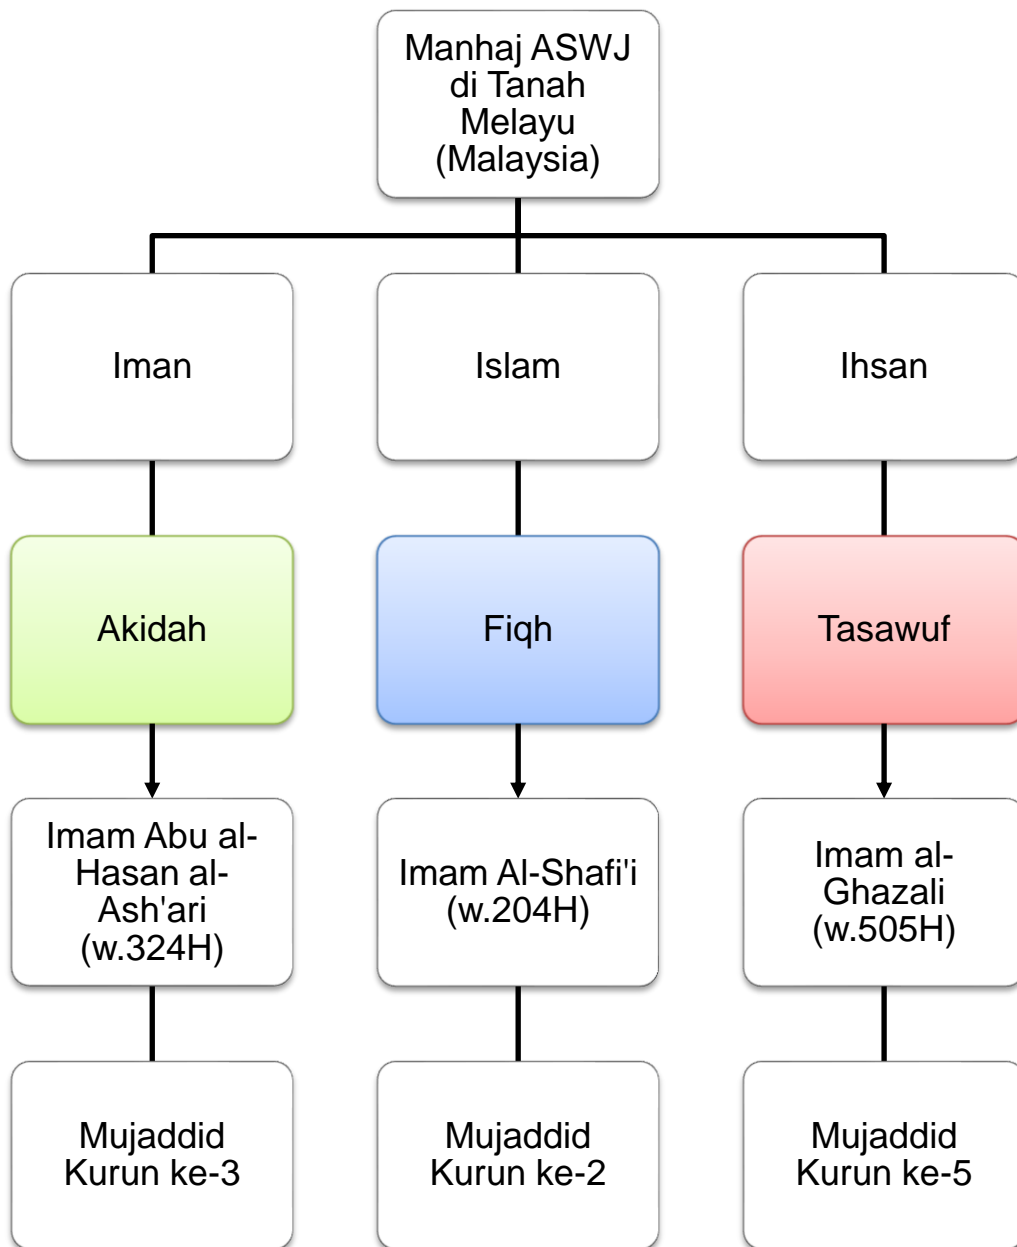 Manhaj ASWJ
di Tanah
Melayu
(Malaysia)
Iman
Islam
Ihsan
Akidah
Fiqh
Tasawuf
Imam Abu al-
Hasan al-
Ash'ari
(w.324H)
Imam Al-Shafi'i
(w.204H)
Imam al-
Ghazali
(w.505H)
Mujaddid
Kurun ke-3
Mujaddid
Kurun ke-2
Mujaddid
Kurun ke-5